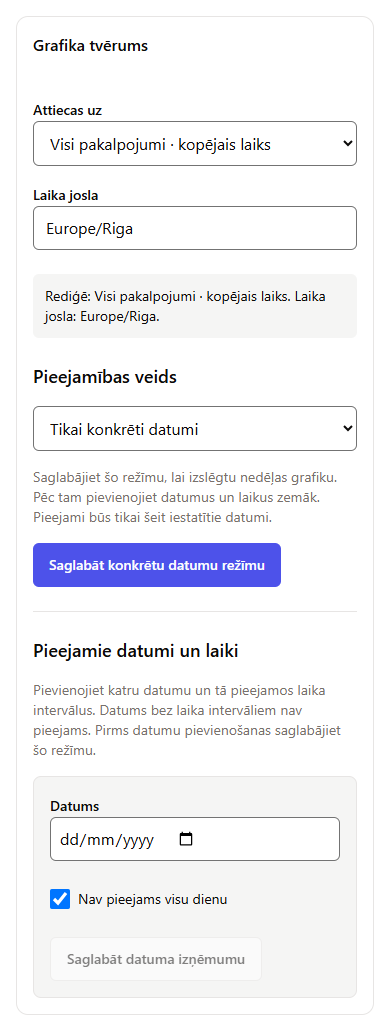 Grafika tvērums
Attiecas uz
Visi pakalpojumi · kopējais laiks
Laika josla
Europe/Riga
Rediģē: Visi pakalpojumi · kopējais laiks. Laika
josla: Europe/Riga.
Pieejamības veids
Tikai konkrēti datumi
Saglabājiet šo režīmu, lai izslēgtu nedēļas grafiku.
Pēc tam pievienojiet datumus un laikus zemāk.
Pieejami būs tikai šeit iestatītie datumi.
Saglabāt konkrētu datumu režīmu
Pieejamie datumi un laiki
Pievienojiet katru datumu un tā pieejamos laika
intervālus. Datums bez laika intervāliem nav
pieejams. Pirms datumu pievienošanas saglabājiet
šo režīmu.
Datums
dd/mm/yyyy
Nav pieejams visu dienu
Saglabāt datuma izņēmumu